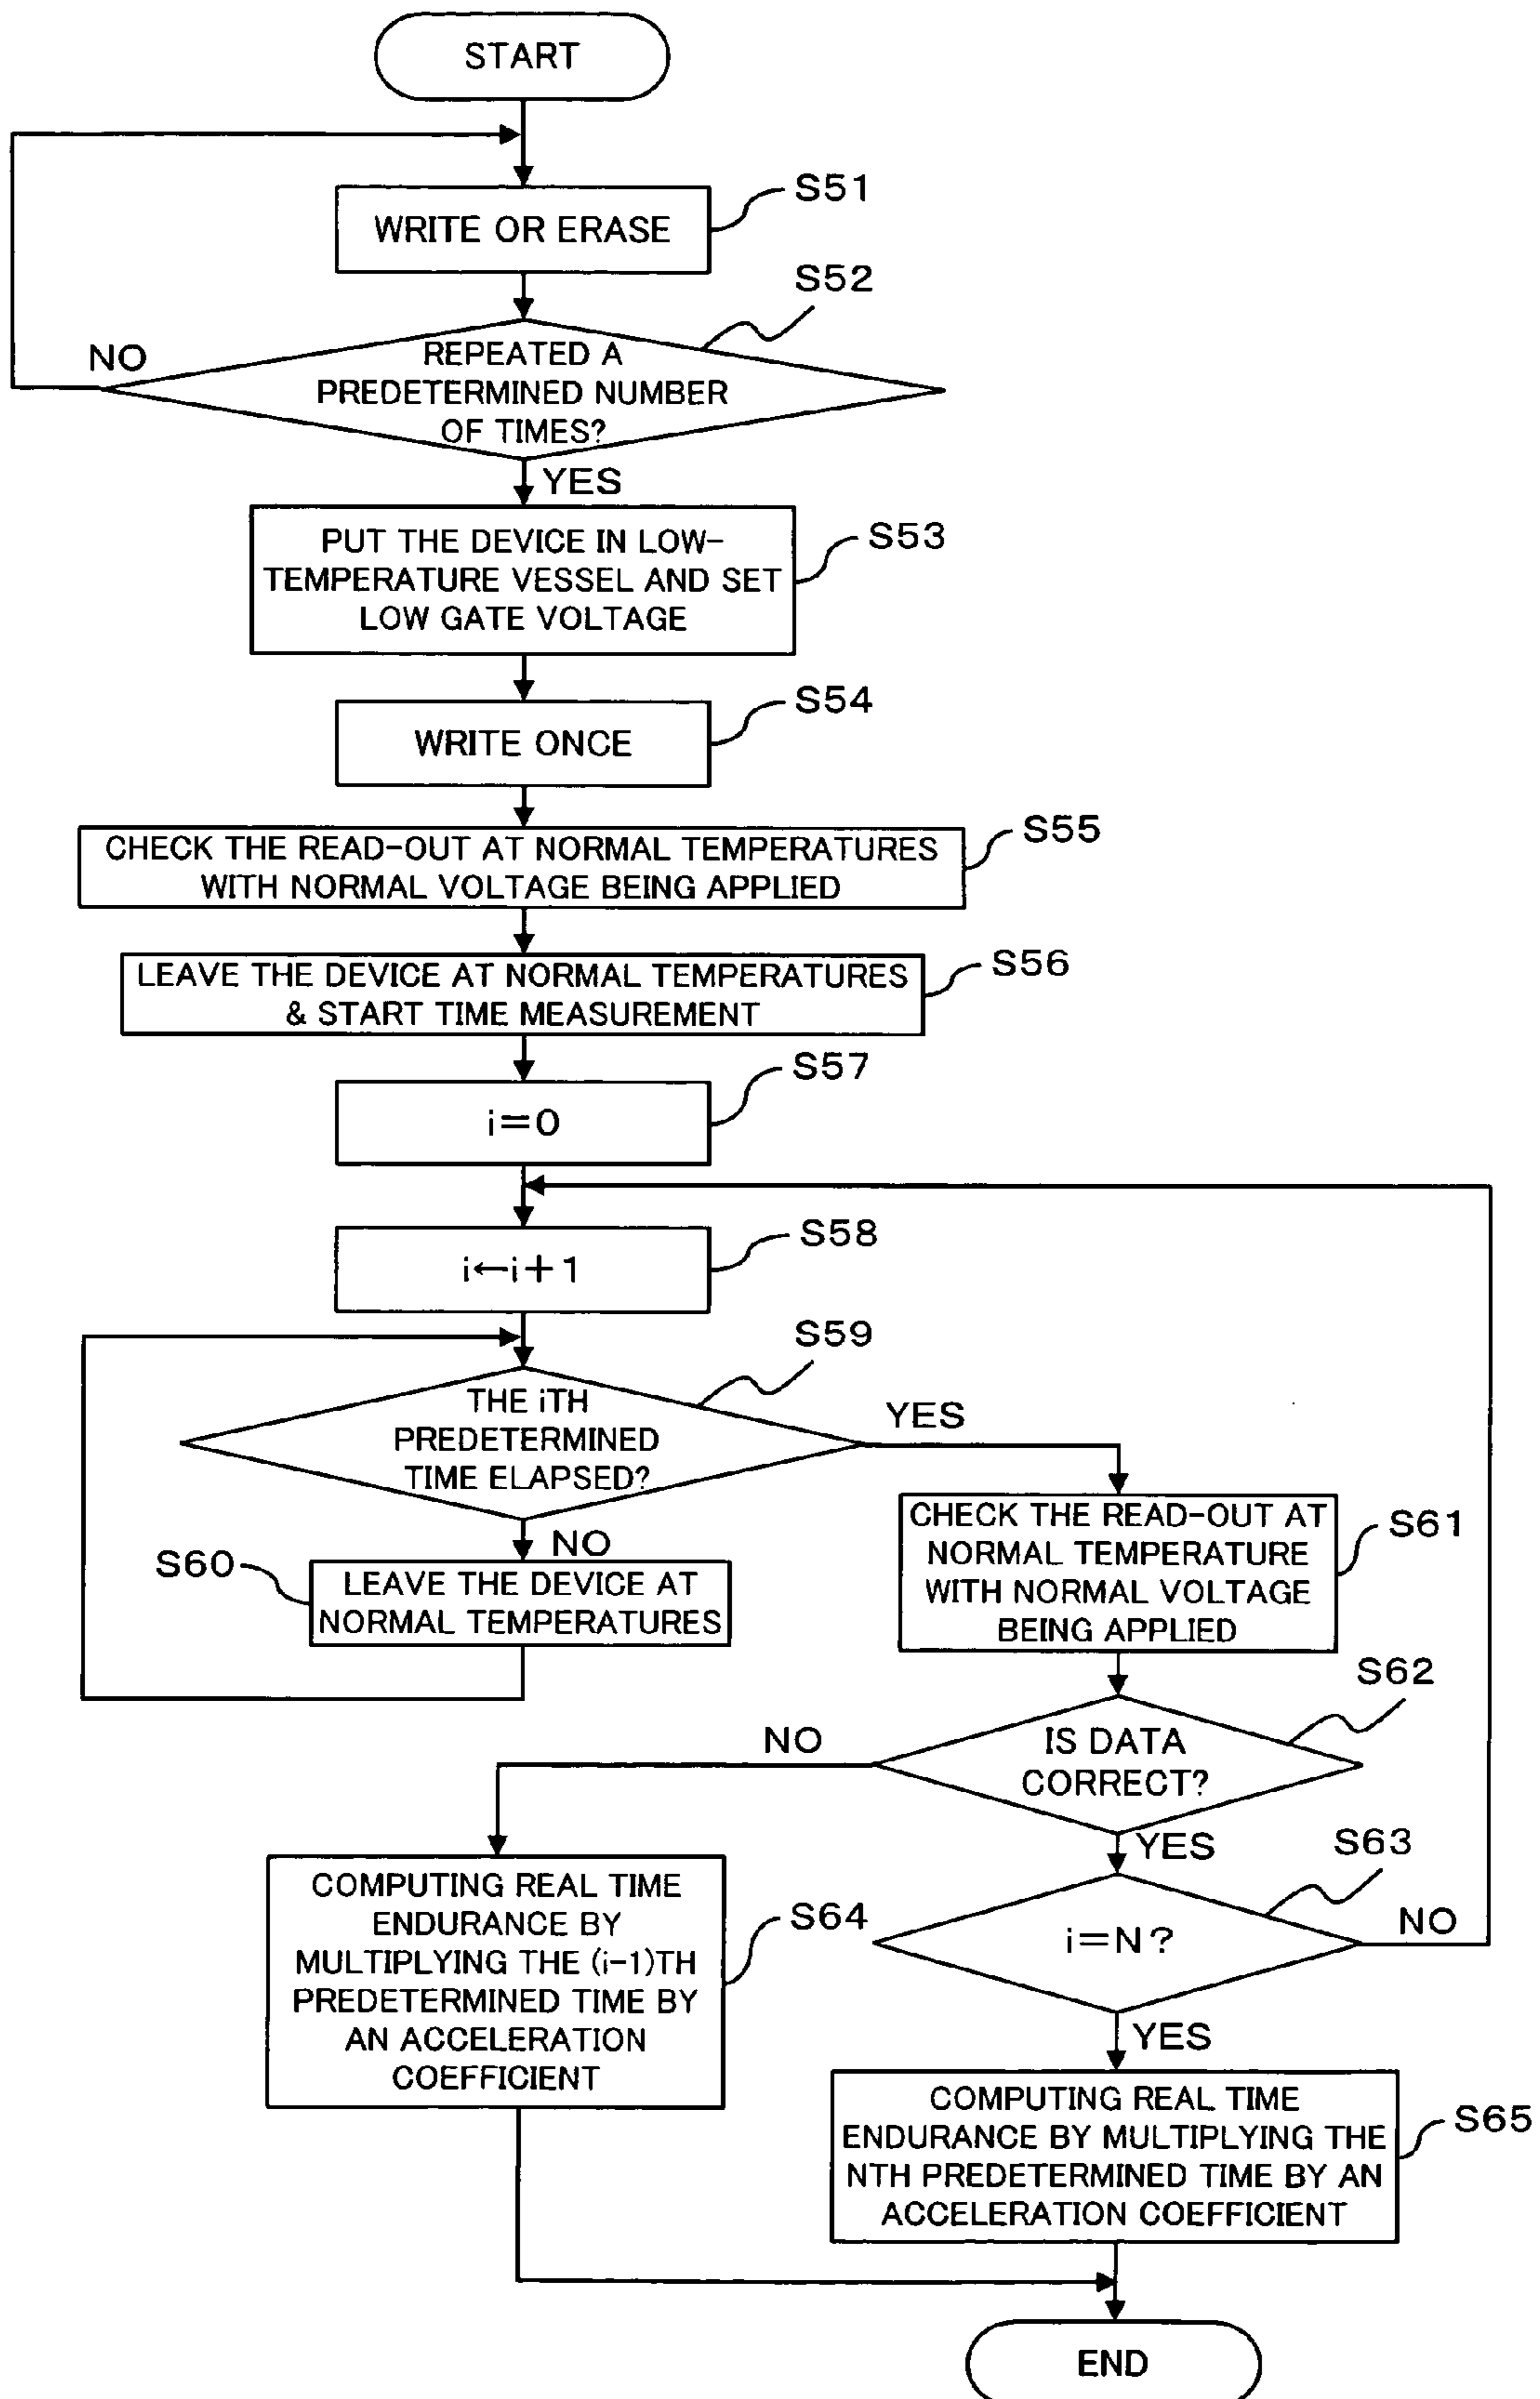 START
S51
WRITE OR ERASE
S52
NO
REPEATED A
PREDETERMINED NUMBER
OF TIMES?
YES
S53
PUT THE DEVICE IN LOW-
TEMPERATURE VESSEL AND SET
LOW GATE VOLTAGE
S54
WRITE ONCE
S55
CHECK THE READ-OUT AT NORMAL TEMPERATURES
WITH NORMAL VOLTAGE BEING APPLIED
S56
LEAVE THE DEVICE AT NORMAL TEMPERATURES
& START TIME MEASUREMENT
S57
i=0
S58
i←i+1
S59
THE iTH
PREDETERMINED
TIME ELAPSED?
YES
NO
S60
LEAVE THE DEVICE AT
NORMAL TEMPERATURES
S61
CHECK THE READ-OUT AT
NORMAL TEMPERATURE
WITH NORMAL VOLTAGE
BEING APPLIED
S62
NO
IS DATA
CORRECT?
YES
S63
i=N?
NO
YES
S64
COMPUTING REAL TIME
ENDURANCE BY
MULTIPLYING THE (i-1)TH
PREDETERMINED TIME BY
AN ACCELERATION
COEFFICIENT
S65
COMPUTING REAL TIME
ENDURANCE BY MULTIPLYING THE
NTH PREDETERMINED TIME BY AN
ACCELERATION COEFFICIENT
END